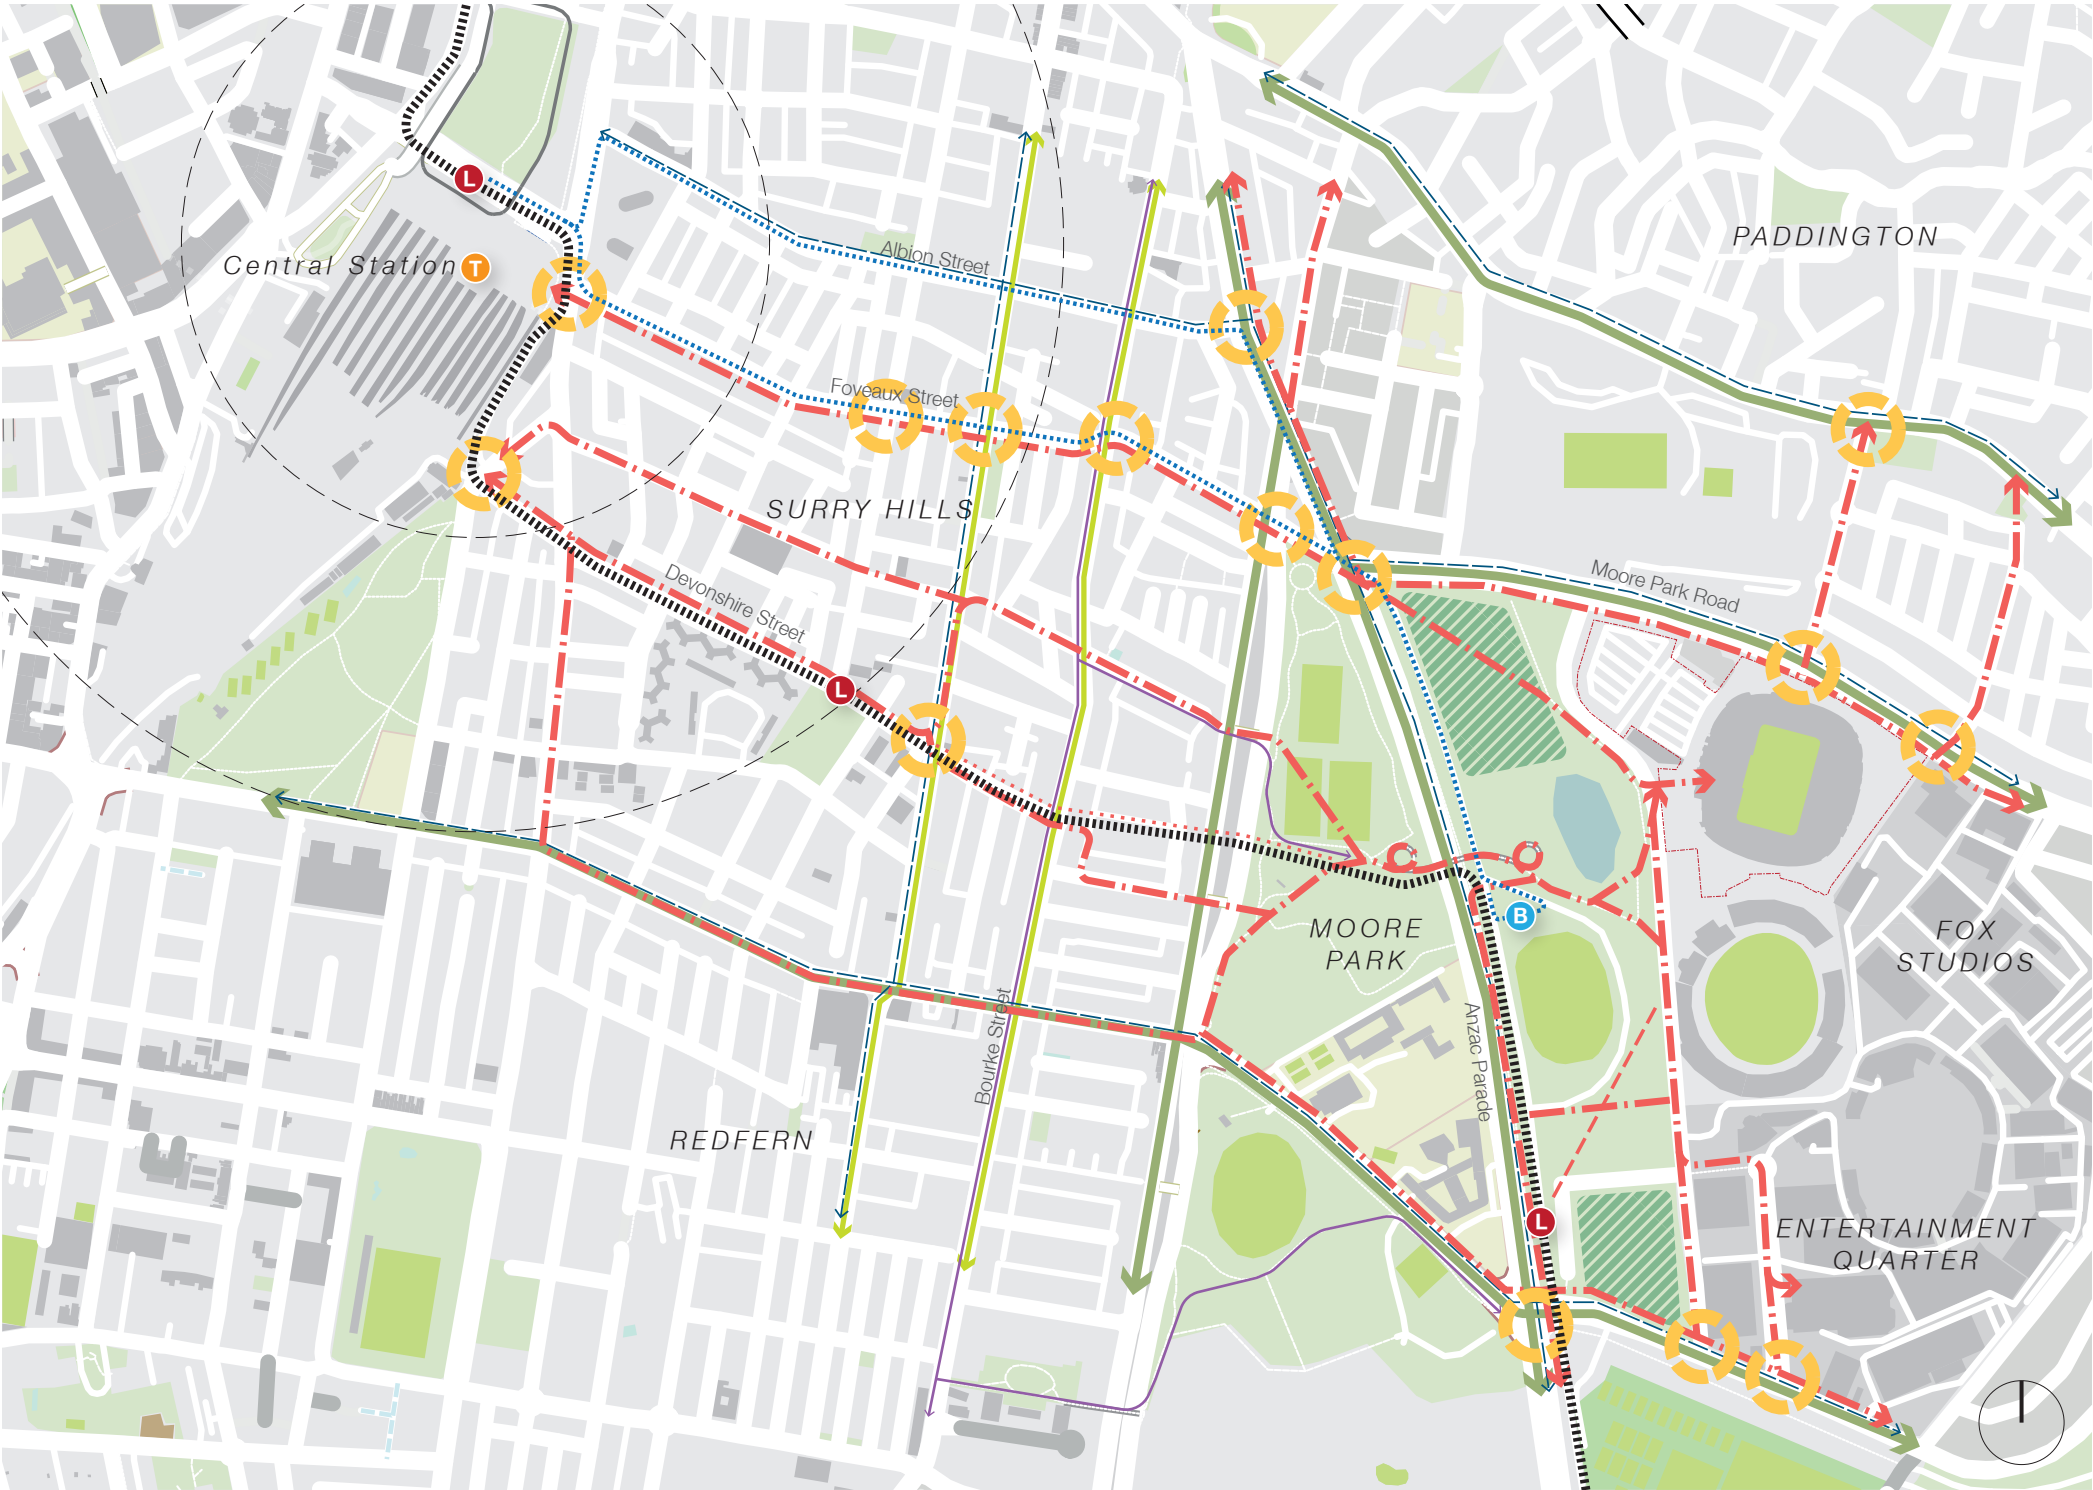 PADDINGTON
L
Central Station
T
Albion Street
Foveaux Street
SURRY HILLS
Devonshire Street
Moore Park Road
L
MOORE
PARK
B
FOX
STUDIOS
Anzac Parade
Bourke Street
REDFERN
L
ENTERTAINMENT
QUARTER